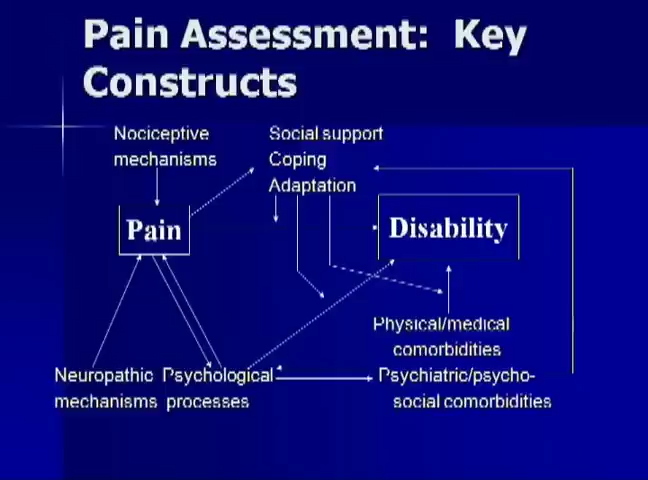 Pain Assessment: Key
Constructs
Nociceptive
mechanisms
Social support
Coping
Adaptation
Pain
Disability
Physical/medical
comorbidities
Neuropathic
mechanisms
Psychological
processes
Psychiatric/psycho-
social comorbidities